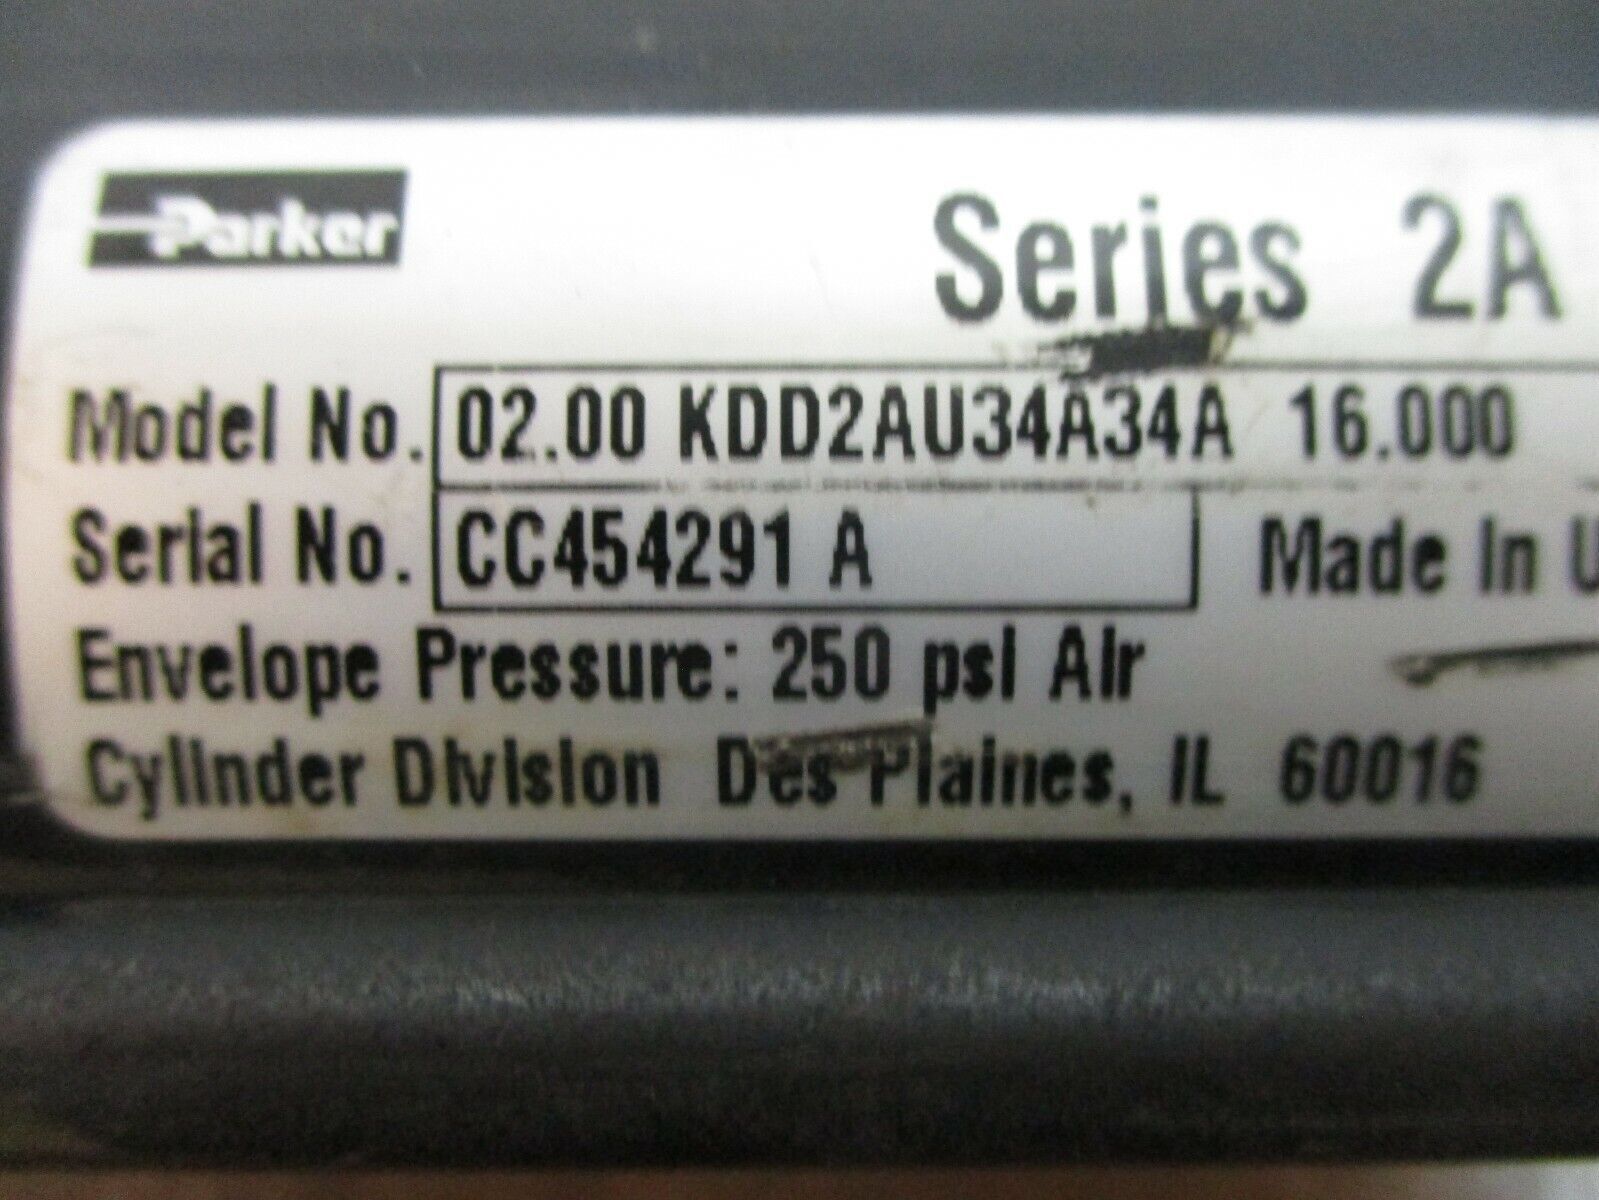 Parker
Series 2A
Model No. 02.00 KDD2AU34A34A 16.000
Serial No. CC454291 A Made In U
Envelope Pressure: 250 psi Air
Cylinder Division Des Plaines, IL 60016